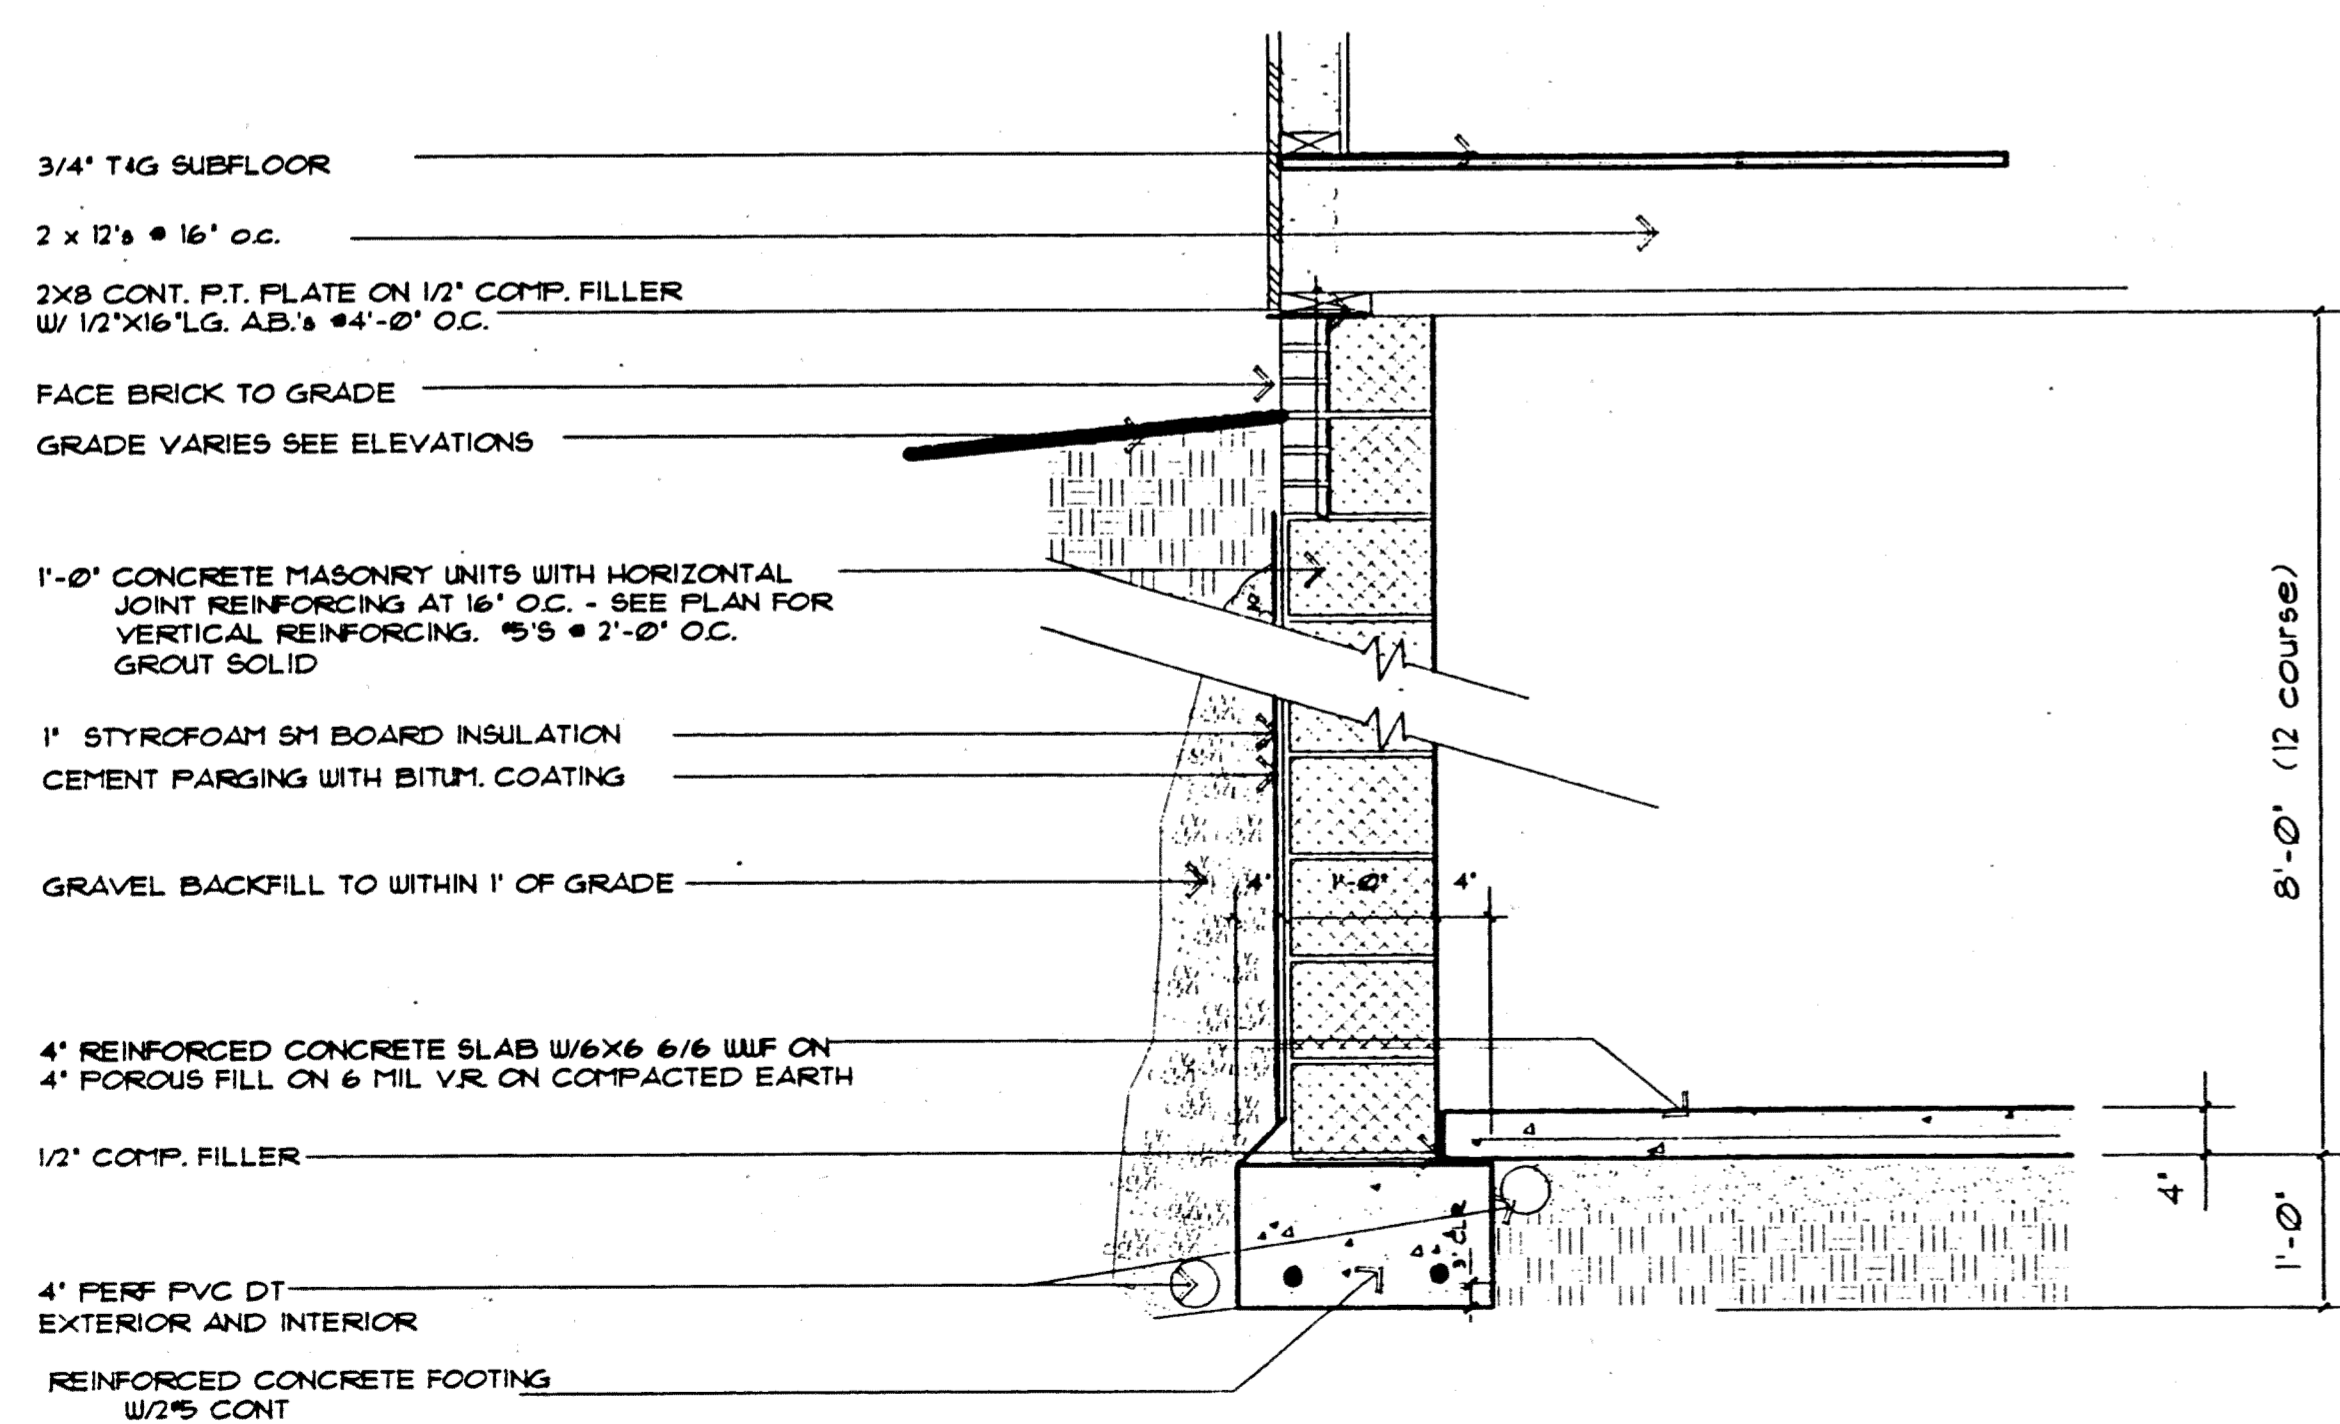 3/4" T&G SUBFLOOR
2 x 12's @ 16" O.C.
2X8 CONT. P.T. PLATE ON 1/2" COMP. FILLER
W/ 1/2"X16"LG. A.B.'s @4'-0" O.C.
FACE BRICK TO GRADE
GRADE VARIES SEE ELEVATIONS
1'-0" CONCRETE MASONRY UNITS WITH HORIZONTAL
JOINT REINFORCING AT 16" O.C. - SEE PLAN FOR
VERTICAL REINFORCING. #5'S @ 2'-0" O.C.
GROUT SOLID
1" STYROFOAM SM BOARD INSULATION
CEMENT PARGING WITH BITUM. COATING
GRAVEL BACKFILL TO WITHIN 1' OF GRADE
4" 1'-0" 4"
8'-0" (12 course)
4" REINFORCED CONCRETE SLAB W/6X6 6/6 WWF ON
4" POROUS FILL ON 6 MIL V.R. ON COMPACTED EARTH
1/2" COMP. FILLER
4"
1'-0"
3" CLR
4" PERF PVC DT
EXTERIOR AND INTERIOR
REINFORCED CONCRETE FOOTING
W/2#5 CONT